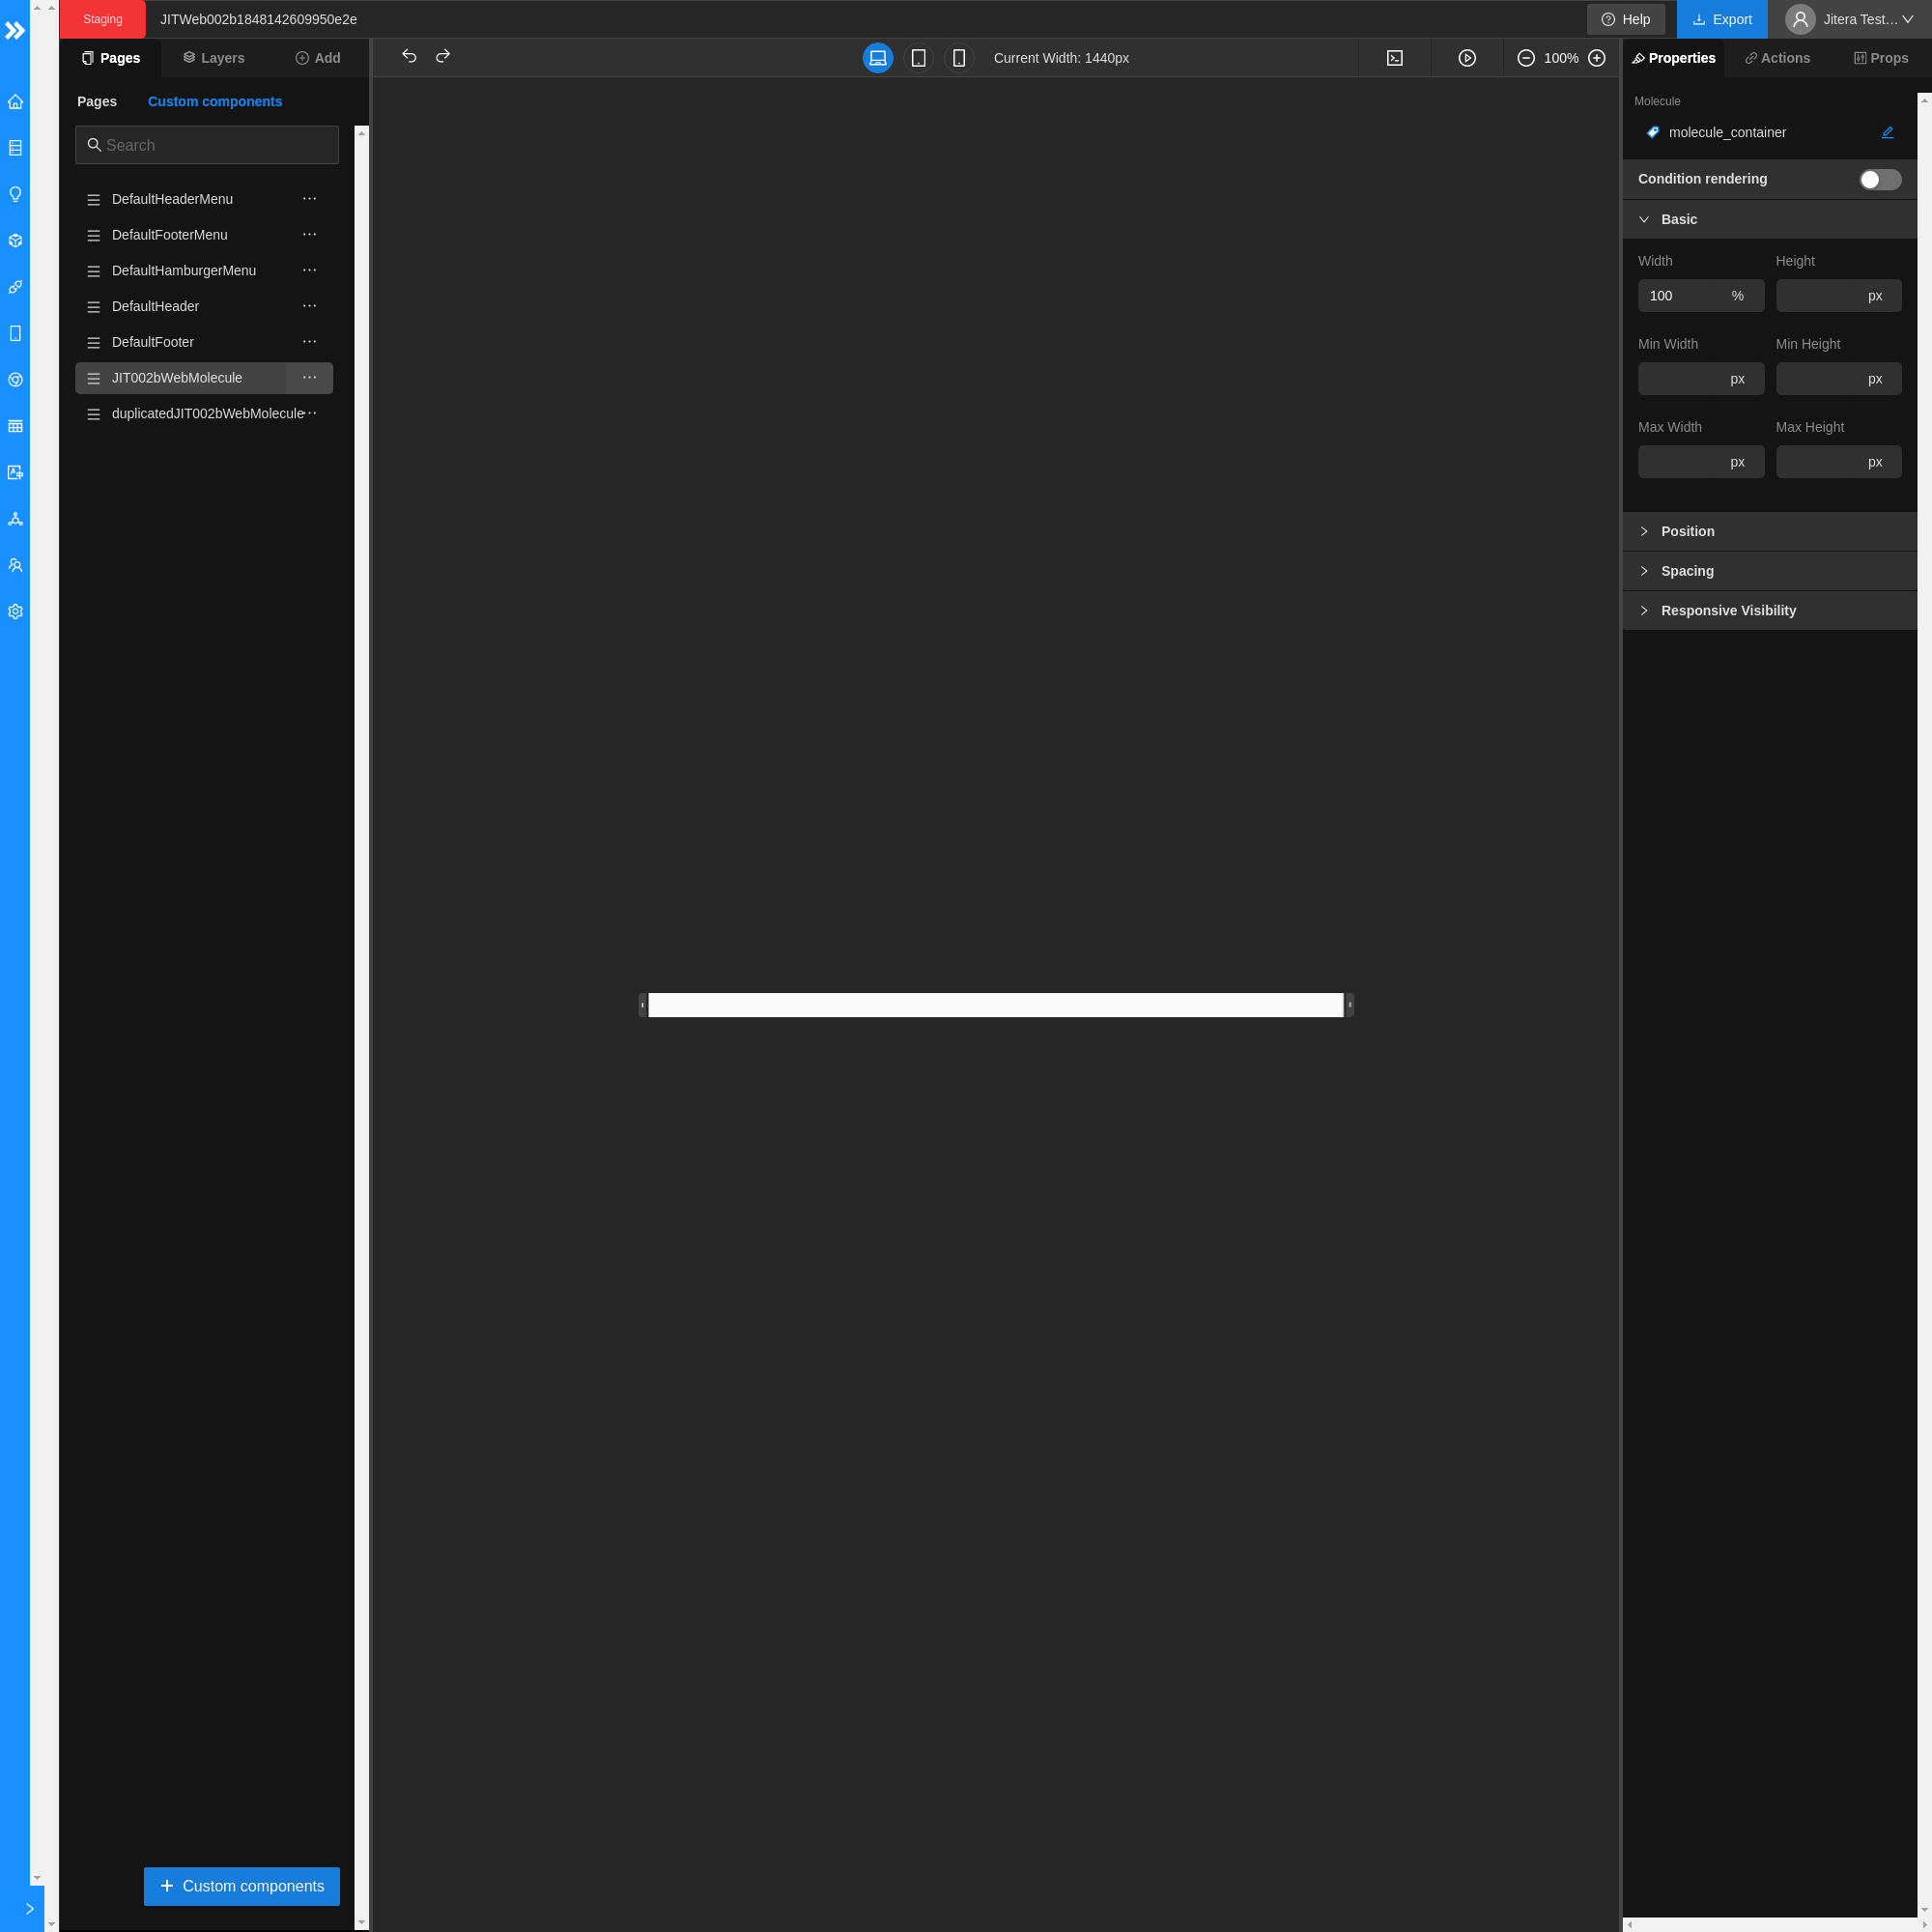 Staging
JITWeb002b1848142609950e2e
Help
Export
Jitera Test...
Pages
Layers
Add
Current Width: 1440px
100%
Properties
Actions
Props
Pages
Custom components
Search
DefaultHeaderMenu
DefaultFooterMenu
DefaultHamburgerMenu
DefaultHeader
DefaultFooter
JIT002bWebMolecule
duplicatedJIT002bWebMolecule
Custom components
Molecule
molecule_container
Condition rendering
Basic
Width
Height
100 %
px
Min Width
Min Height
px
px
Max Width
Max Height
px
px
Position
Spacing
Responsive Visibility